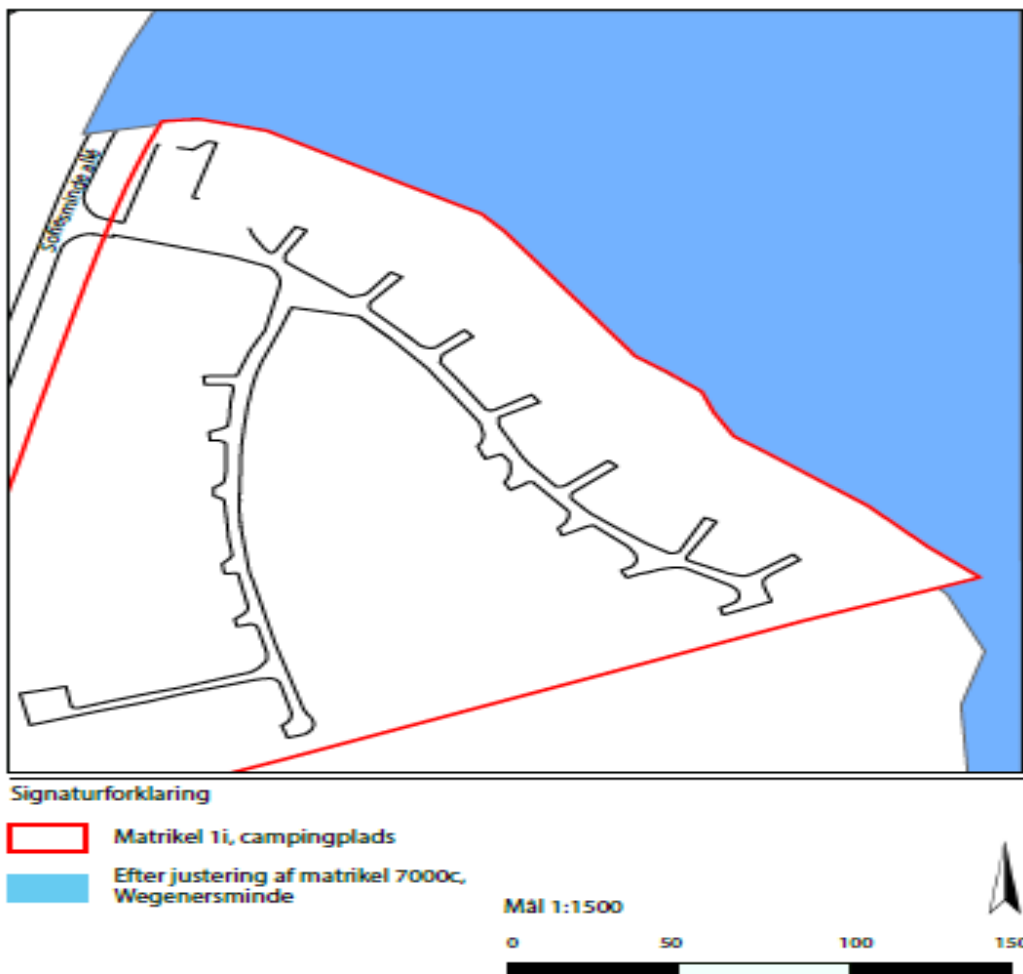 Sofiesminde allé
Signaturforklaring
Matrikel 1i, campingplads
Efter justering af matrikel 7000c,
Wegenersminde
Mål 1:1500
0 50 100 150